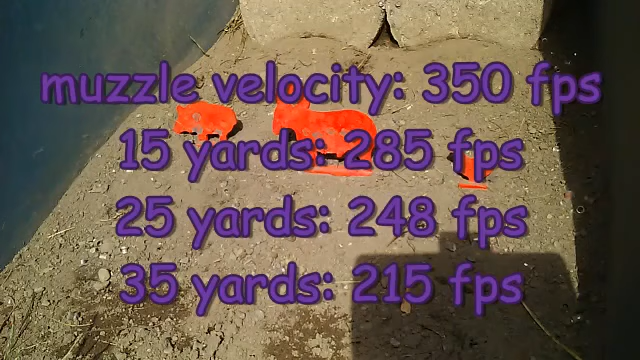 muzzle velocity: 350 fps
15 yards: 285 fps
25 yards: 248 fps
35 yards: 215 fps